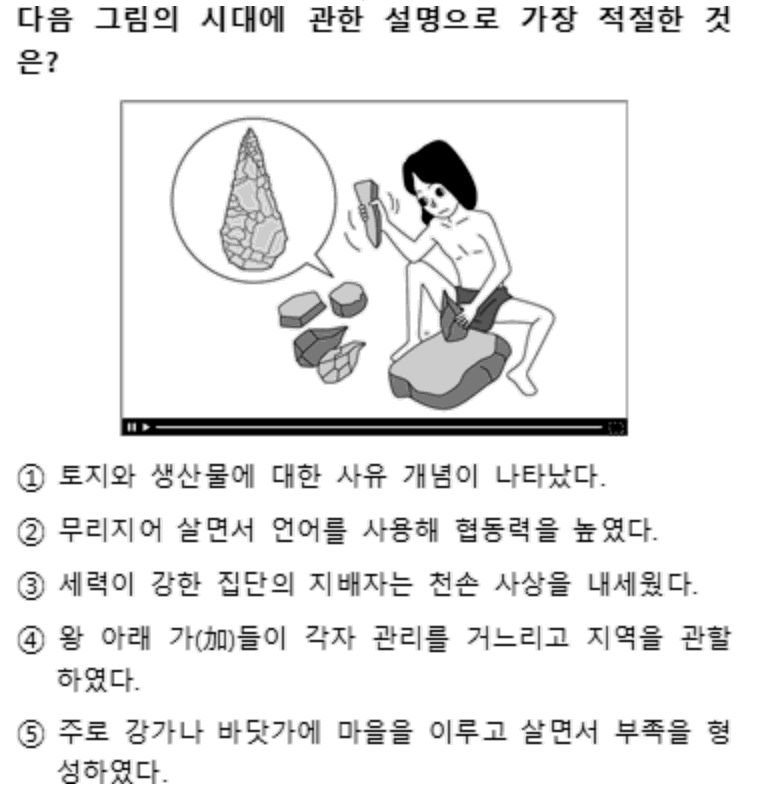 다음 그림의 시대에 관한 설명으로 가장 적절한 것
은?
① 토지와 생산물에 대한 사유 개념이 나타났다.
② 무리지어 살면서 언어를 사용해 협동력을 높였다.
③ 세력이 강한 집단의 지배자는 천손 사상을 내세웠다.
④ 왕 아래 가(加)들이 각자 관리를 거느리고 지역을 관할
하였다.
⑤ 주로 강가나 바닷가에 마을을 이루고 살면서 부족을 형
성하였다.